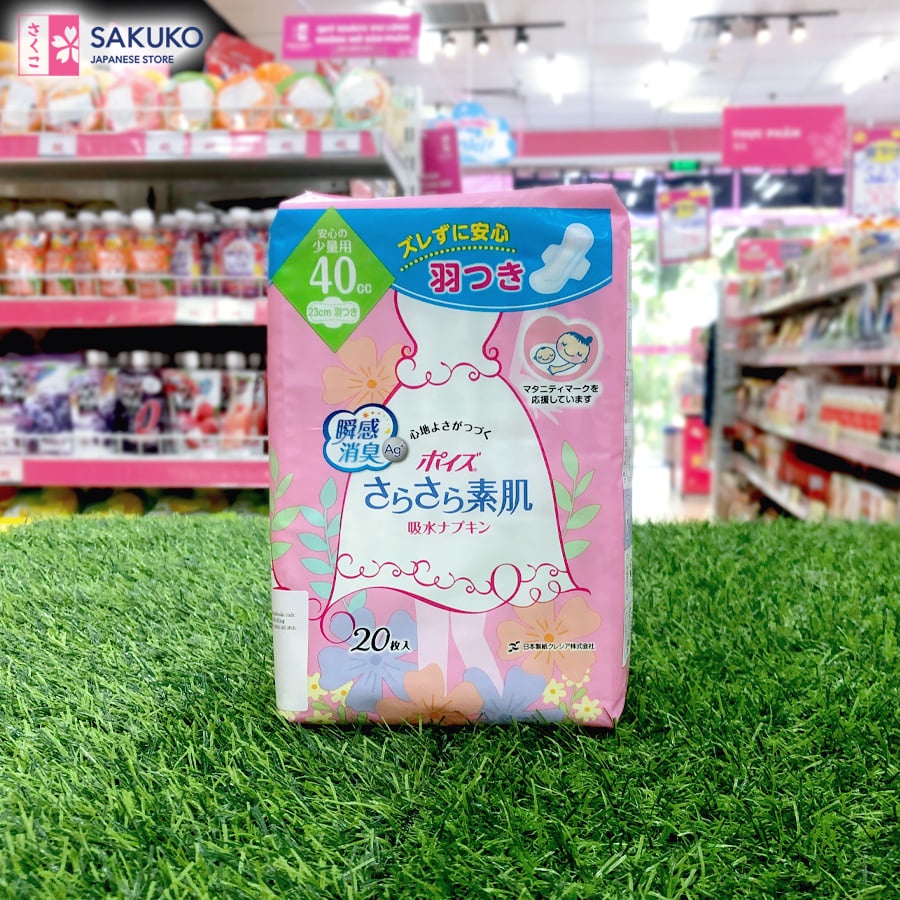 さくこ
SAKUKO
JAPANESE STORE
THỰC PHẨM
安心の
少量用
40cc
23cm 羽つき
ズレずに安心
羽つき
マタニティマークを
応援しています
瞬感
消臭
Ag+
心地よさがつづく
ポイズ
さらさら素肌
吸水ナプキン
20枚入
日本製紙クレシア株式会社